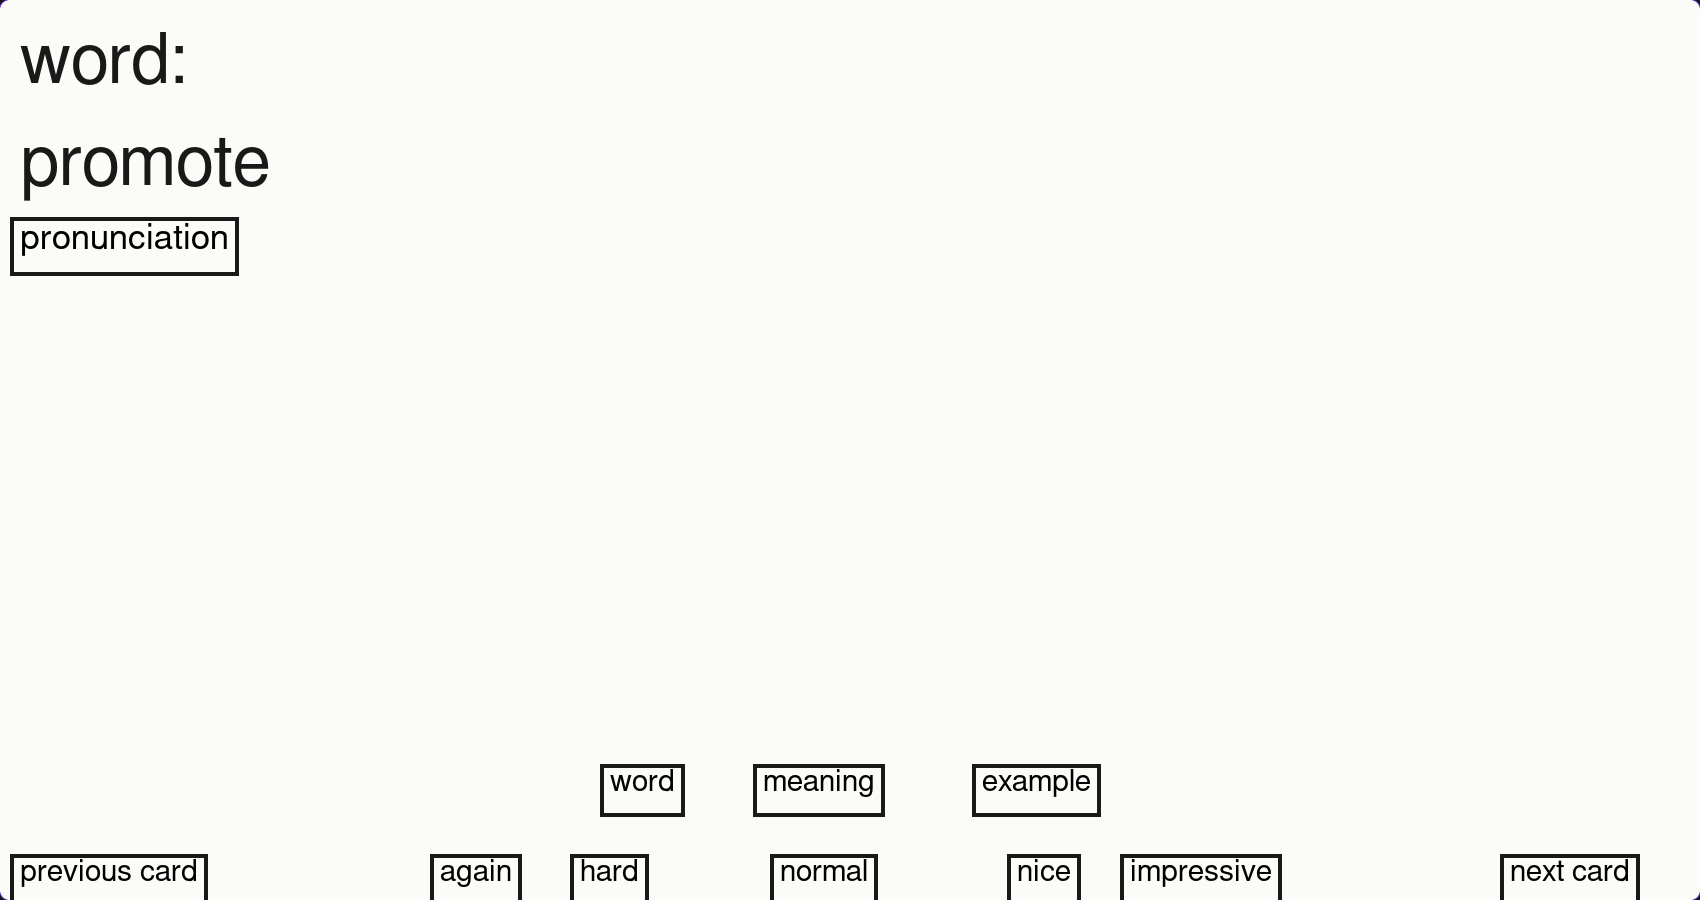 word:
promote
pronunciation
word meaning example
previous card again hard normal nice impressive next card